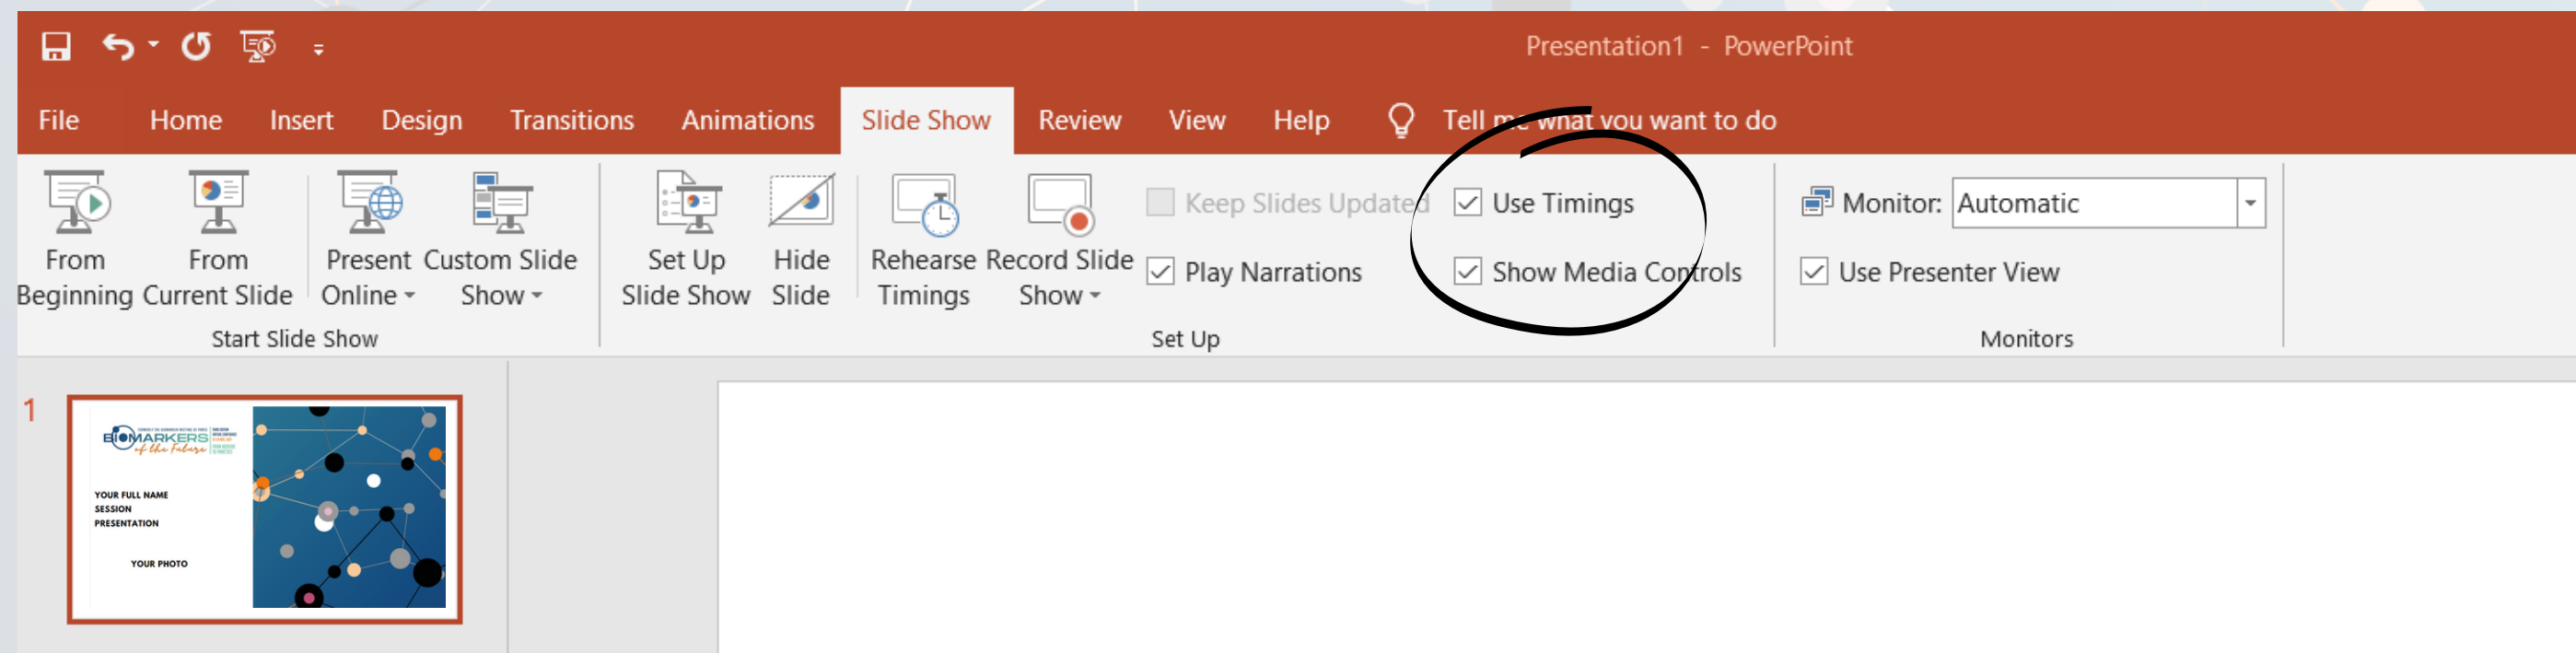 Presentation1 - PowerPoint
File Home Insert Design Transitions Animations Slide Show Review View Help Tell me what you want to do
From Beginning
From Current Slide
Present Online
Custom Slide Show
Start Slide Show
Set Up Slide Show
Hide Slide
Rehearse Timings
Record Slide Show
Keep Slides Updated
Play Narrations
Use Timings
Show Media Controls
Set Up
Monitor: Automatic
Use Presenter View
Monitors
1
BIOMARKERS
of the Future
YOUR FULL NAME
SESSION
PRESENTATION
YOUR PHOTO